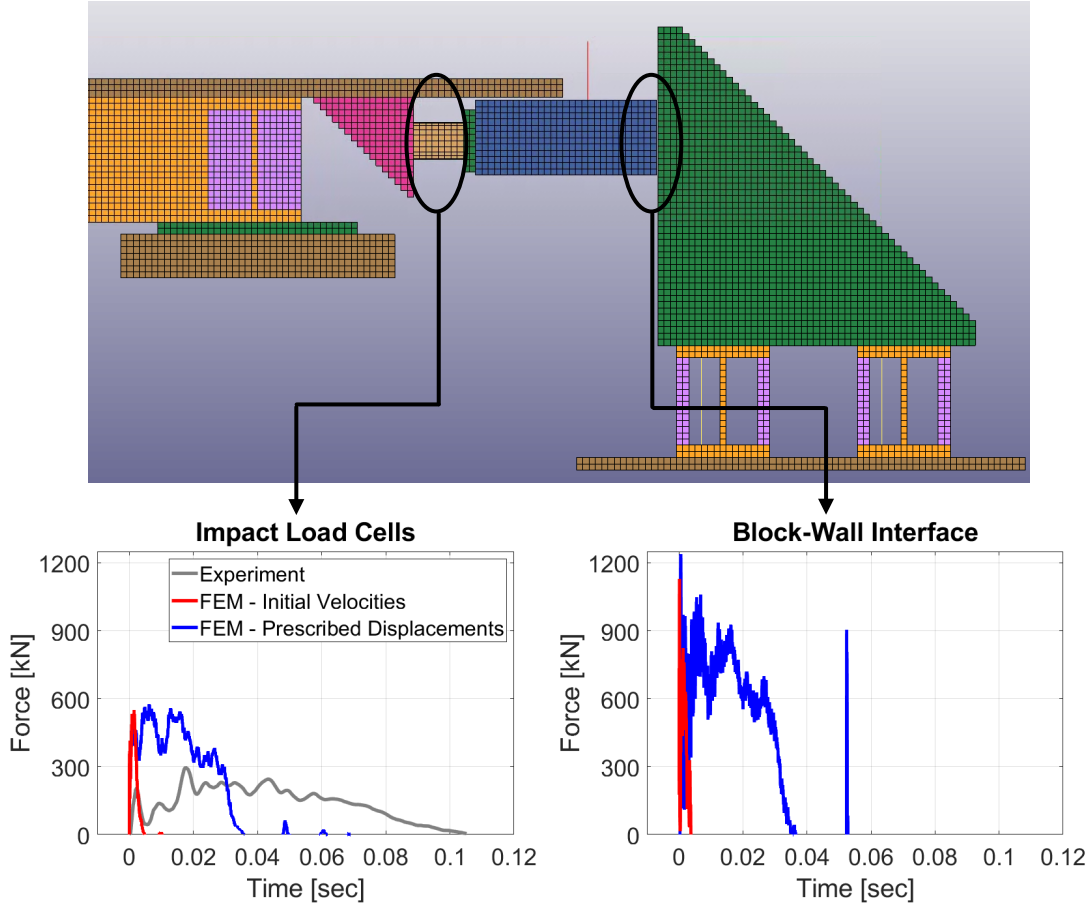 Impact Load Cells
Force [kN]
1200
900
600
300
0
Experiment
FEM - Initial Velocities
FEM - Prescribed Displacements
0 0.02 0.04 0.06 0.08 0.1 0.12
Time [sec]
Block-Wall Interface
Force [kN]
1200
900
600
300
0
0 0.02 0.04 0.06 0.08 0.1 0.12
Time [sec]